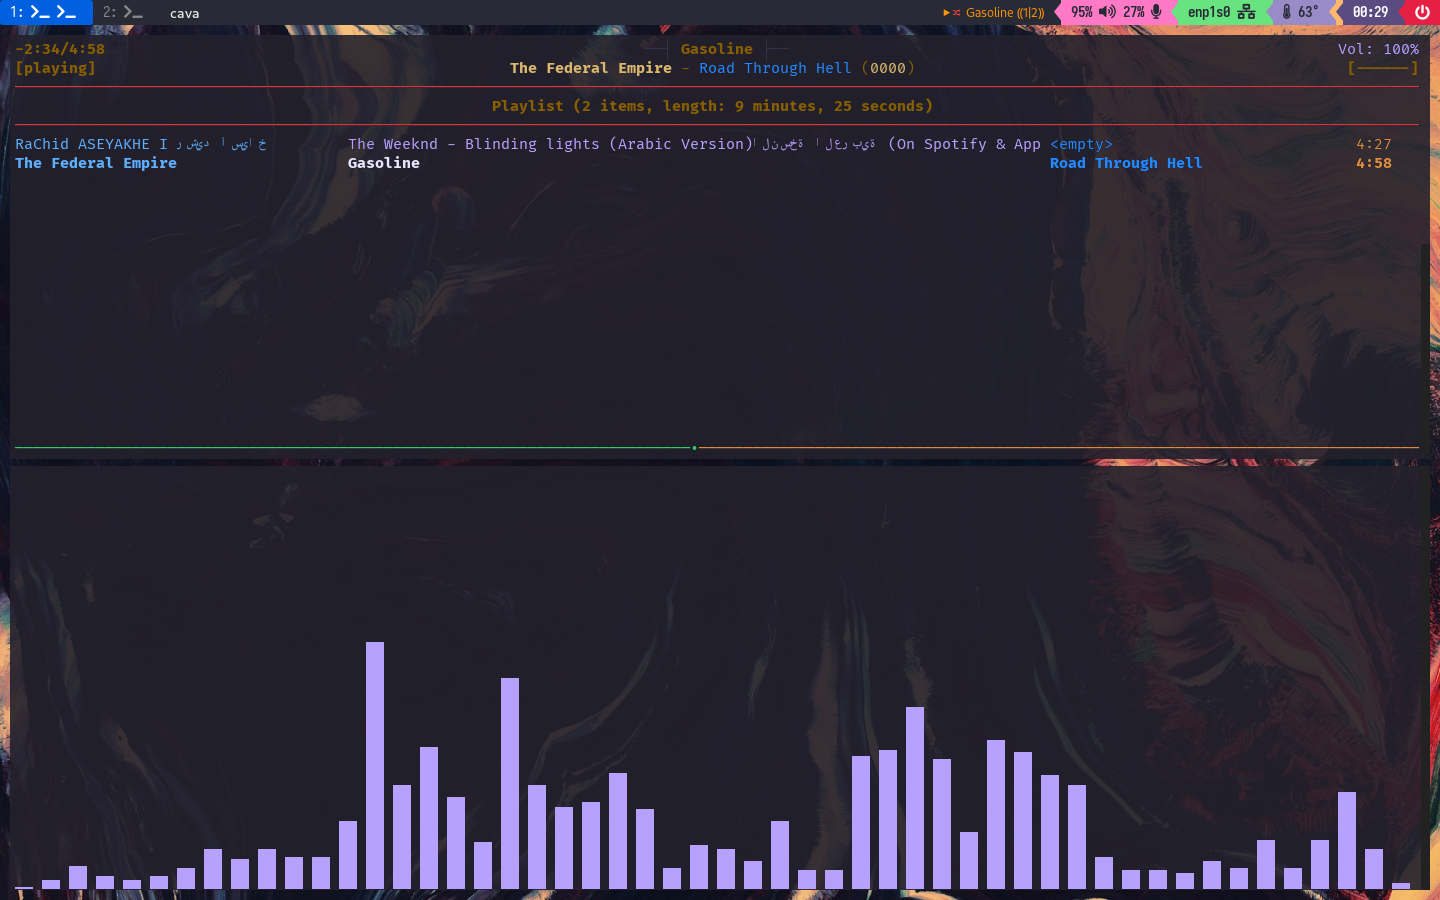 1: 2: cava Gasoline ((1|2)) 95% 27% enp1s0 63° 00:29
-2:34/4:58 Gasoline Vol: 100%
[playing] The Federal Empire - Road Through Hell (0000) [------]
Playlist (2 items, length: 9 minutes, 25 seconds)
RaChid ASEYAKHE I The Weeknd - Blinding lights (Arabic Version) النسخة العربية (On Spotify & App <empty> 4:27
The Federal Empire Gasoline Road Through Hell 4:58